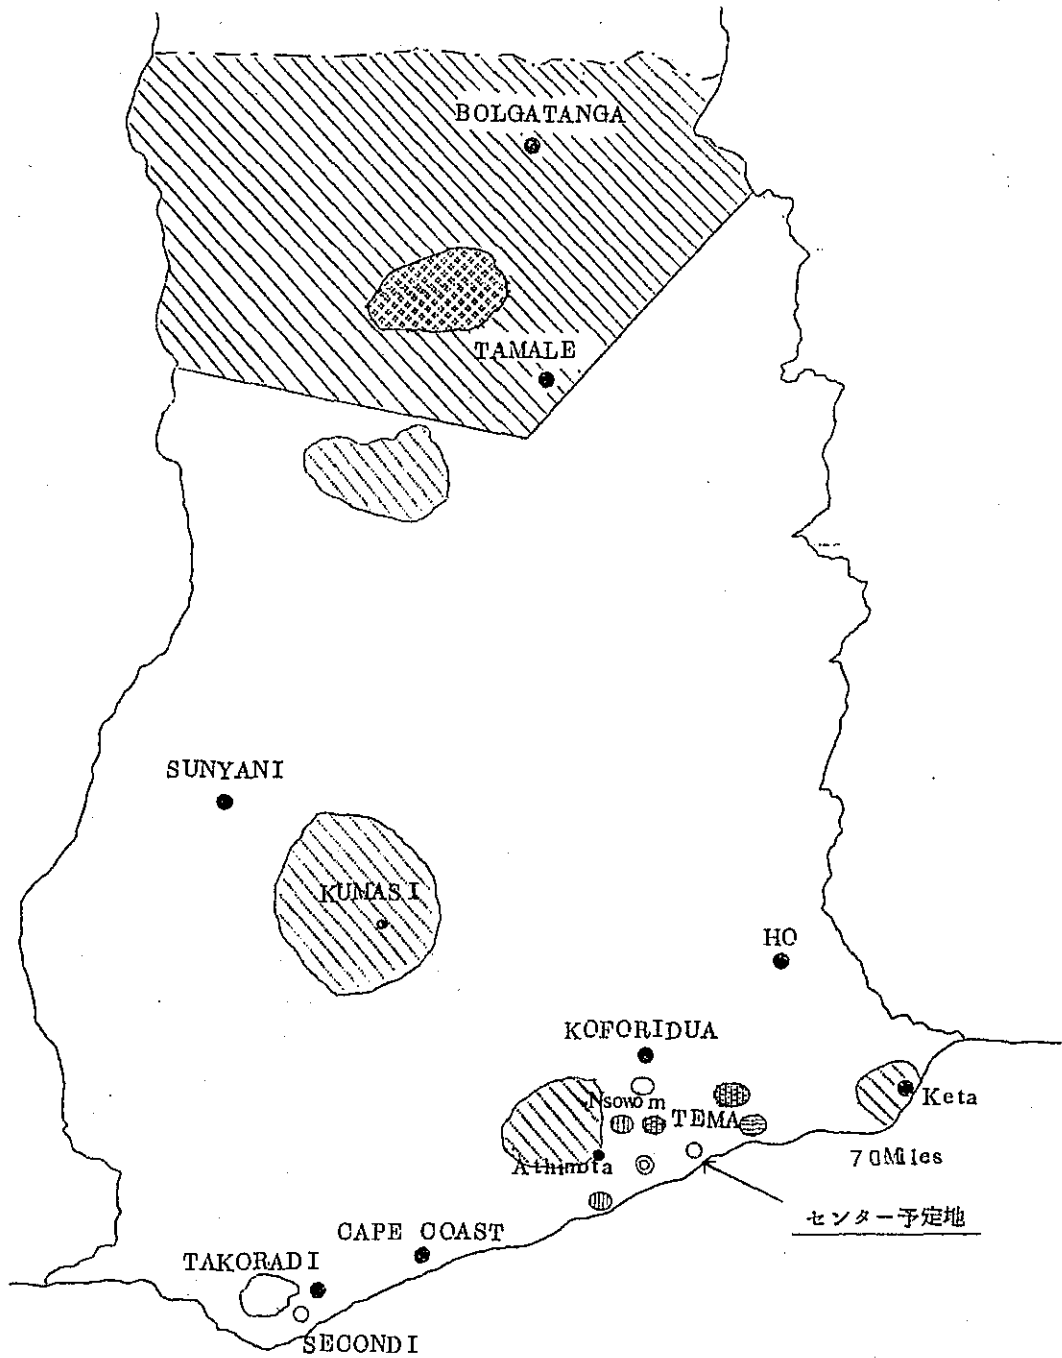 BOLGATANGA
TAMALE
SUNYANI
KUMASI
HO
KOFORIDUA
Nsowom
TEMA
Keta
Athimota
70Miles
センター予定地
CAPE COAST
TAKORADI
SECONDI